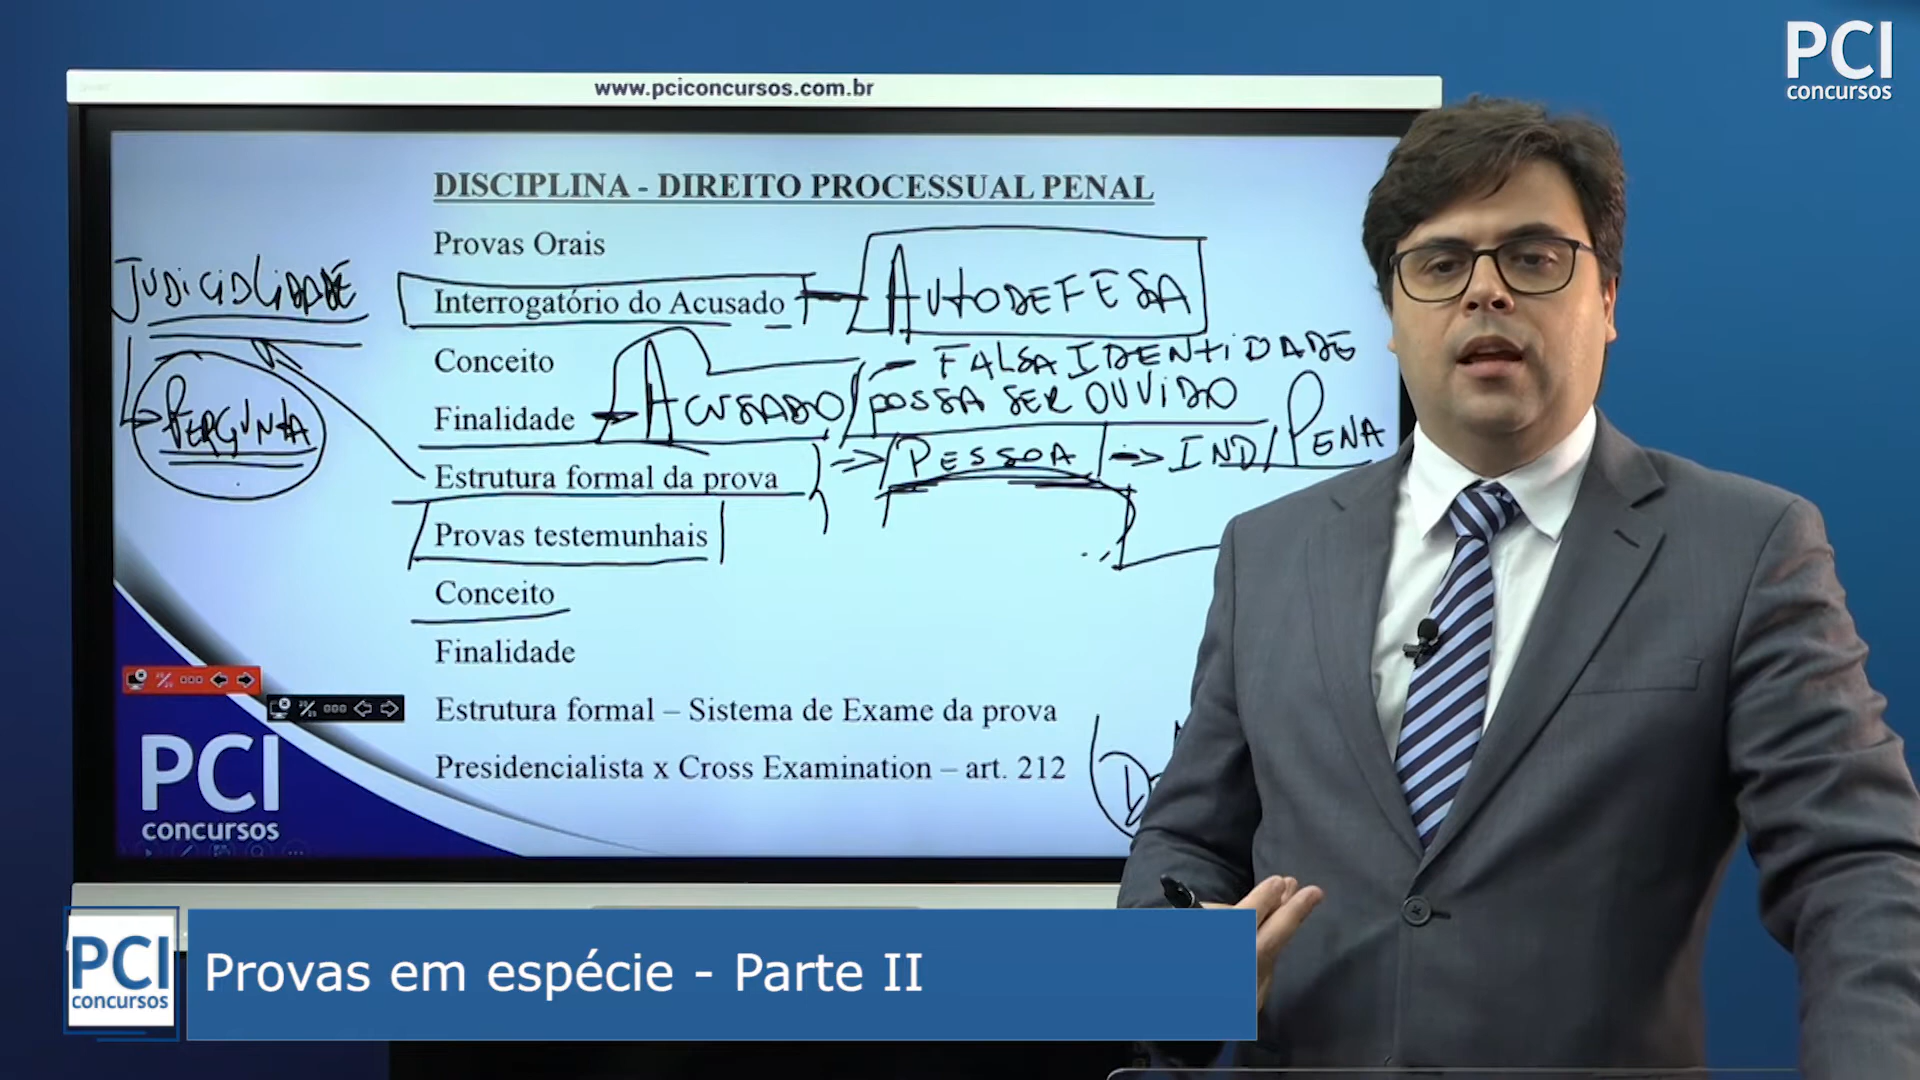 PCI
concursos
www.pciconcursos.com.br
DISCIPLINA - DIREITO PROCESSUAL PENAL
Provas Orais
JUDICIALIDADE
Interrogatório do Acusado
AUTODEFESA
Conceito
FALSA IDENTIDADE
PERGUNTA
Finalidade
ACUSADO
POSSA SER OUVIDO
Estrutura formal da prova
PESSOA
IND/PENA
Provas testemunhais
Conceito
Finalidade
Estrutura formal – Sistema de Exame da prova
Presidencialista x Cross Examination – art. 212
PCI
concursos
PCI
concursos
Provas em espécie - Parte II